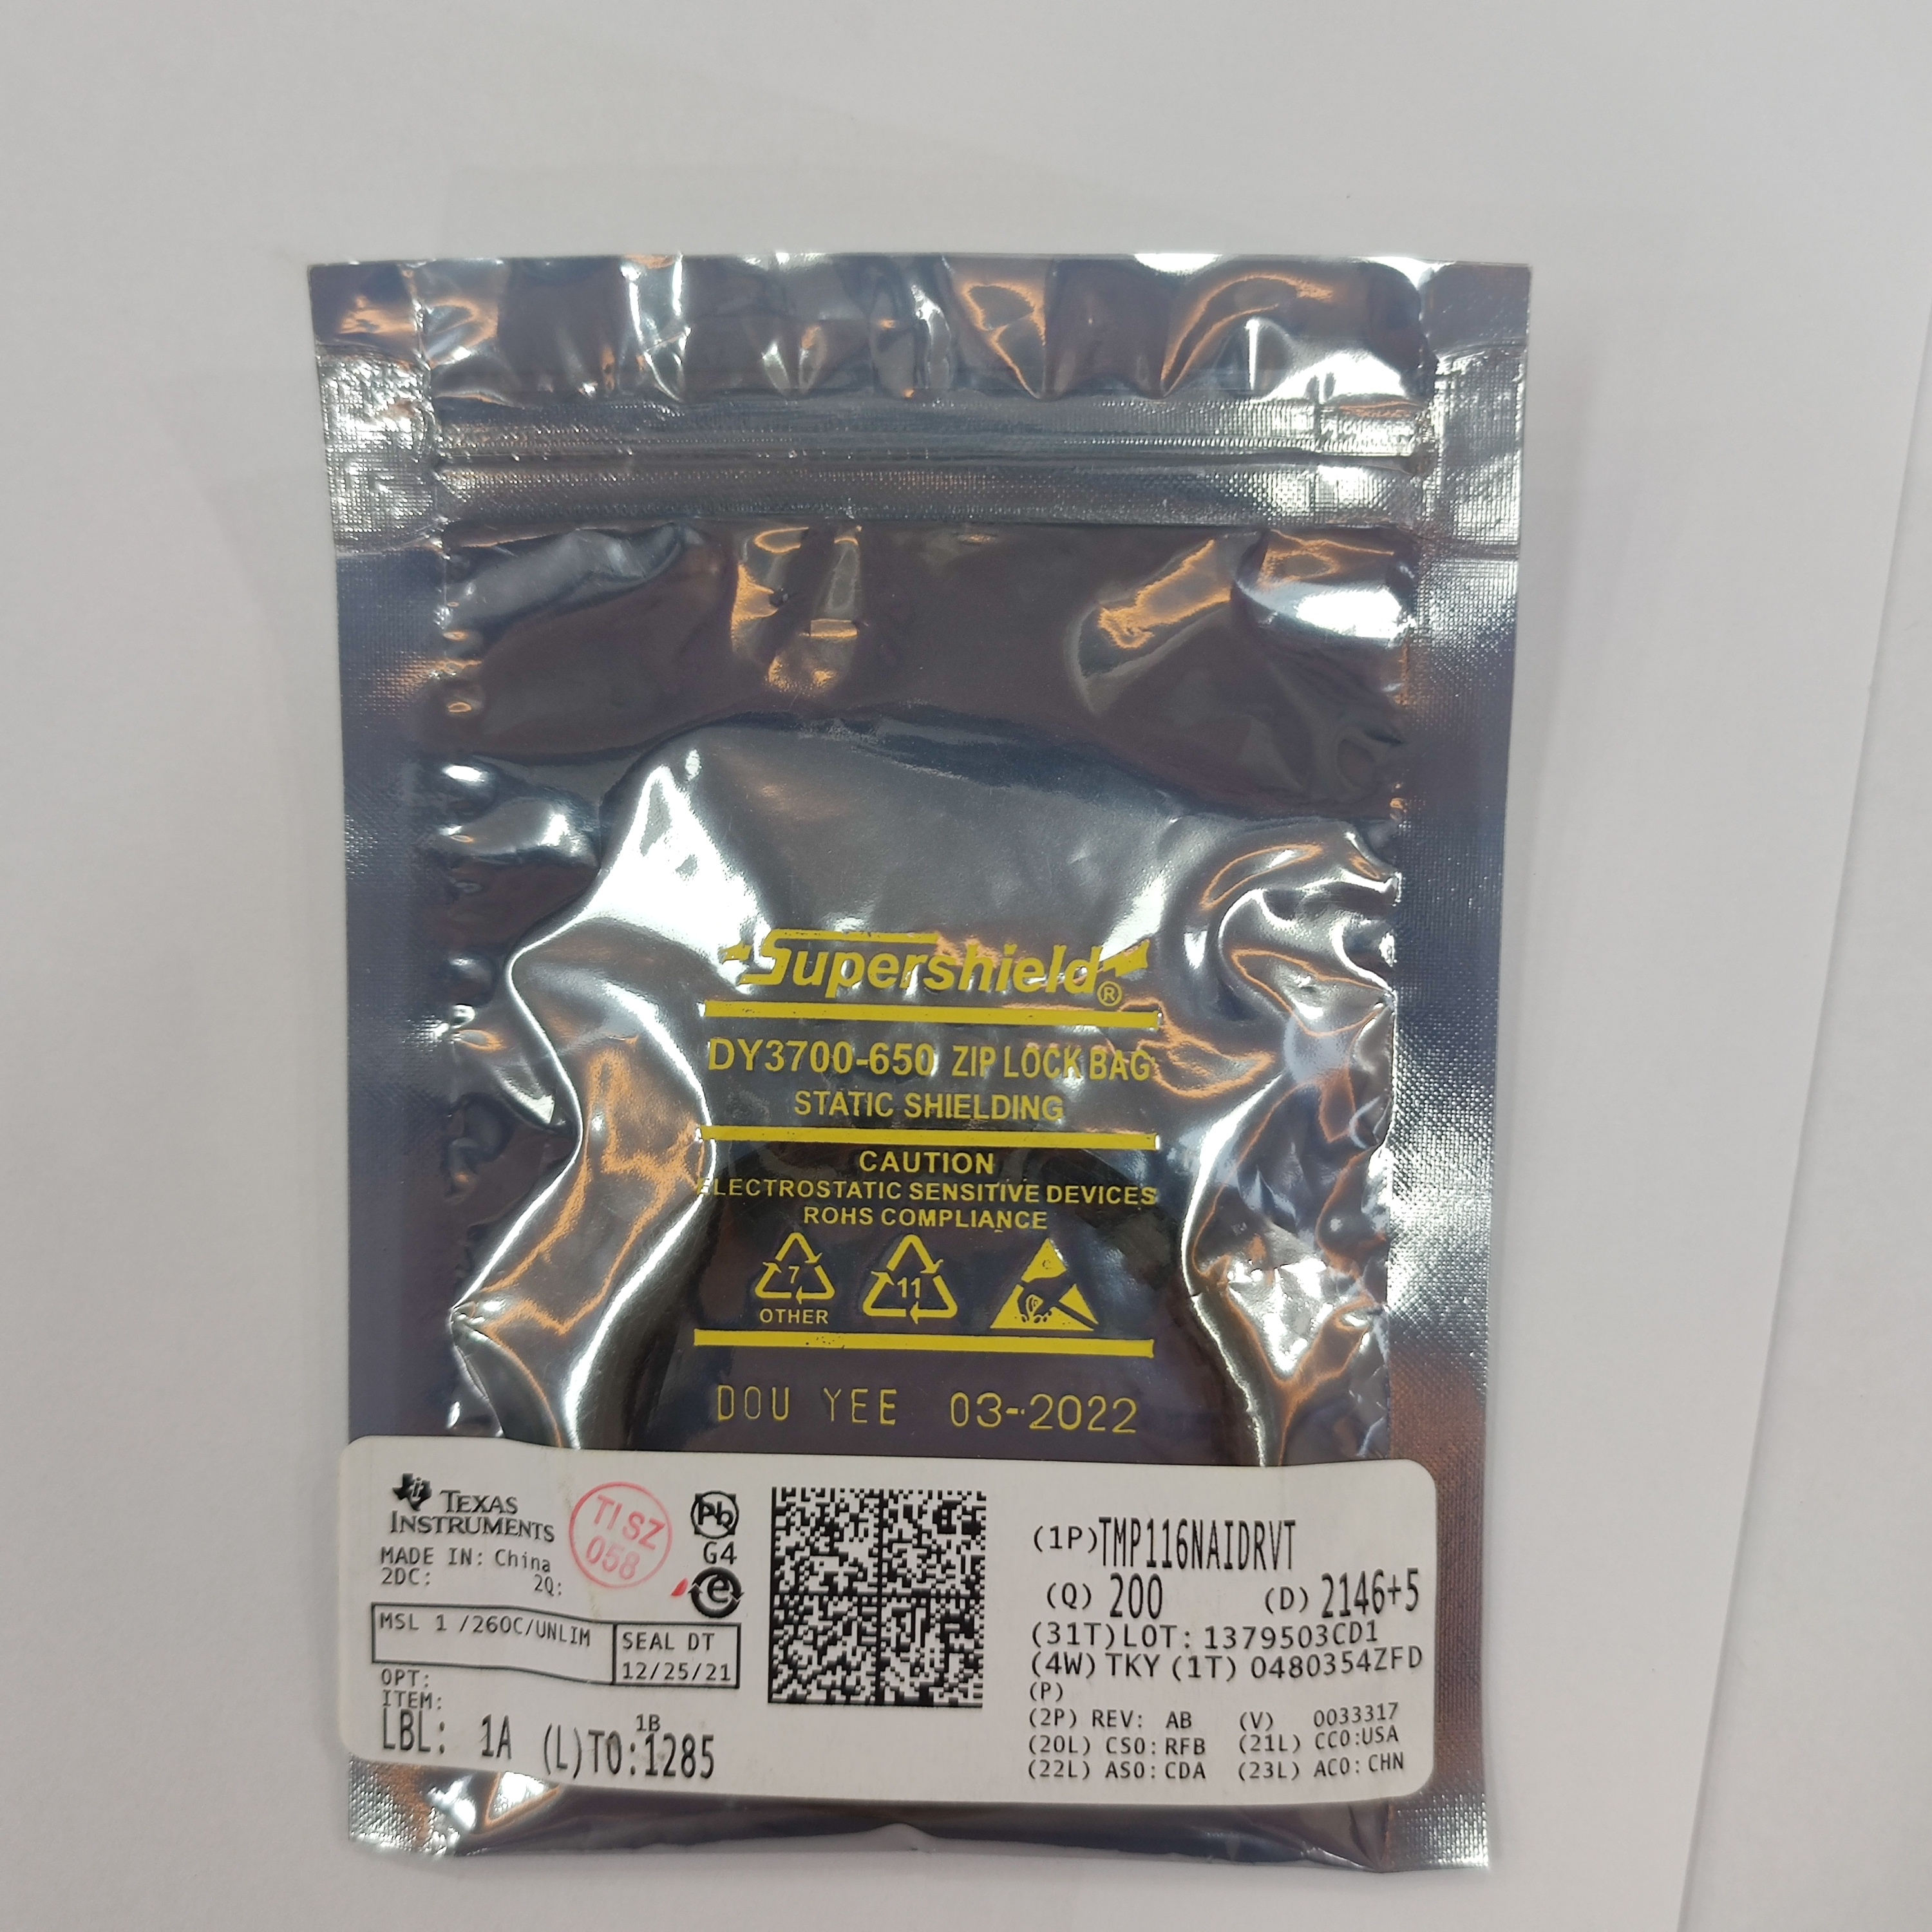 Supershield®
DY3700-650 ZIP LOCK BAG
STATIC SHIELDING
CAUTION
ELECTROSTATIC SENSITIVE DEVICES
ROHS COMPLIANCE
7
11
C
OTHER
DOU YEE 03-2022
TEXAS
INSTRUMENTS
MADE IN: China
2DC: 2Q:
TI SZ
058
Pb
G4
e
MSL 1 /260C/UNLIM
SEAL DT
12/25/21
OPT:
ITEM:
1B
LBL: 1A (L)TO:1285
(1P)TMP116NAIDRVT
(Q) 200 (D) 2146+5
(31T)LOT: 1379503CD1
(4W) TKY (1T) 0480354ZFD
(P)
(2P) REV: AB (V) 0033317
(20L) CSO: RFB (21L) CCO:USA
(22L) ASO: CDA (23L) ACO: CHN